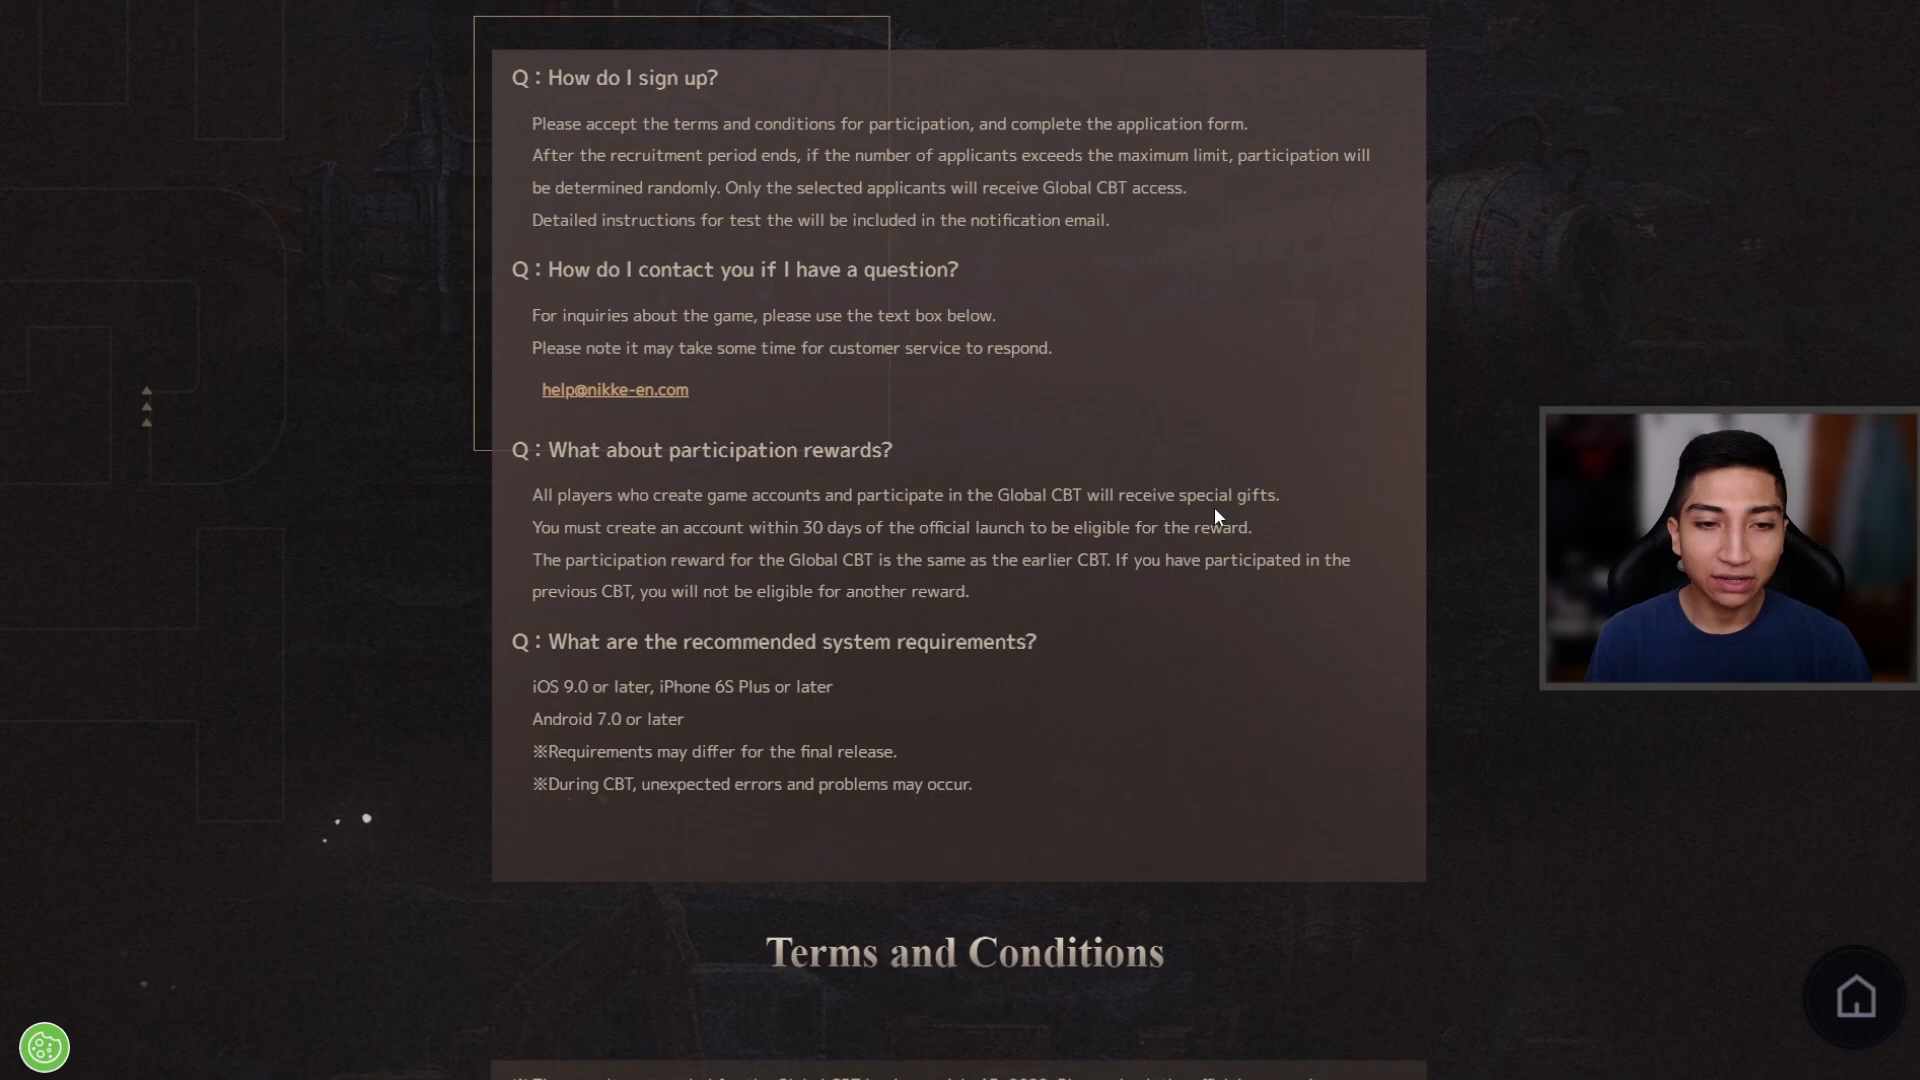 Q : How do I sign up?
Please accept the terms and conditions for participation, and complete the application form.
After the recruitment period ends, if the number of applicants exceeds the maximum limit, participation will
be determined randomly. Only the selected applicants will receive Global CBT access.
Detailed instructions for test the will be included in the notification email.
Q : How do I contact you if I have a question?
For inquiries about the game, please use the text box below.
Please note it may take some time for customer service to respond.
help@nikke-en.com
Q : What about participation rewards?
All players who create game accounts and participate in the Global CBT will receive special gifts.
You must create an account within 30 days of the official launch to be eligible for the reward.
The participation reward for the Global CBT is the same as the earlier CBT. If you have participated in the
previous CBT, you will not be eligible for another reward.
Q : What are the recommended system requirements?
iOS 9.0 or later, iPhone 6S Plus or later
Android 7.0 or later
※Requirements may differ for the final release.
※During CBT, unexpected errors and problems may occur.
Terms and Conditions